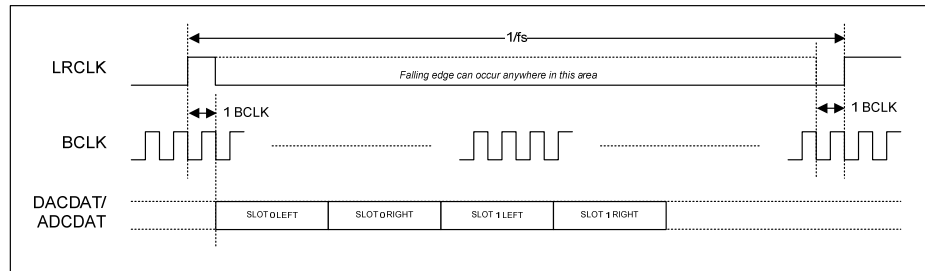 1/fs
LRCLK
Falling edge can occur anywhere in this area
1 BCLK
1 BCLK
BCLK
DACDAT/
ADCDAT
SLOT 0 LEFT
SLOT 0 RIGHT
SLOT 1 LEFT
SLOT 1 RIGHT